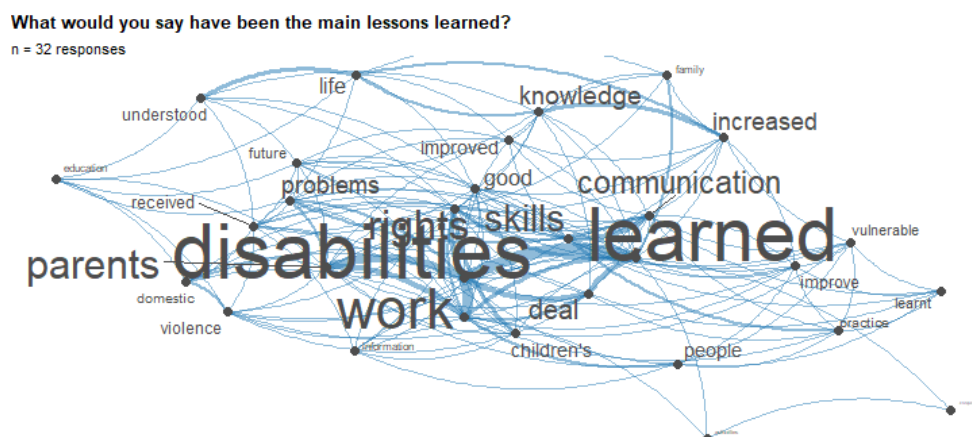 What would you say have been the main lessons learned?
n = 32 responses
family
life
knowledge
understood
increased
improved
future
good
education
problems
communication
received
rights
skills
disabilities
learned
vulnerable
parents
improve
domestic
work
deal
learnt
violence
practice
information
children's
people